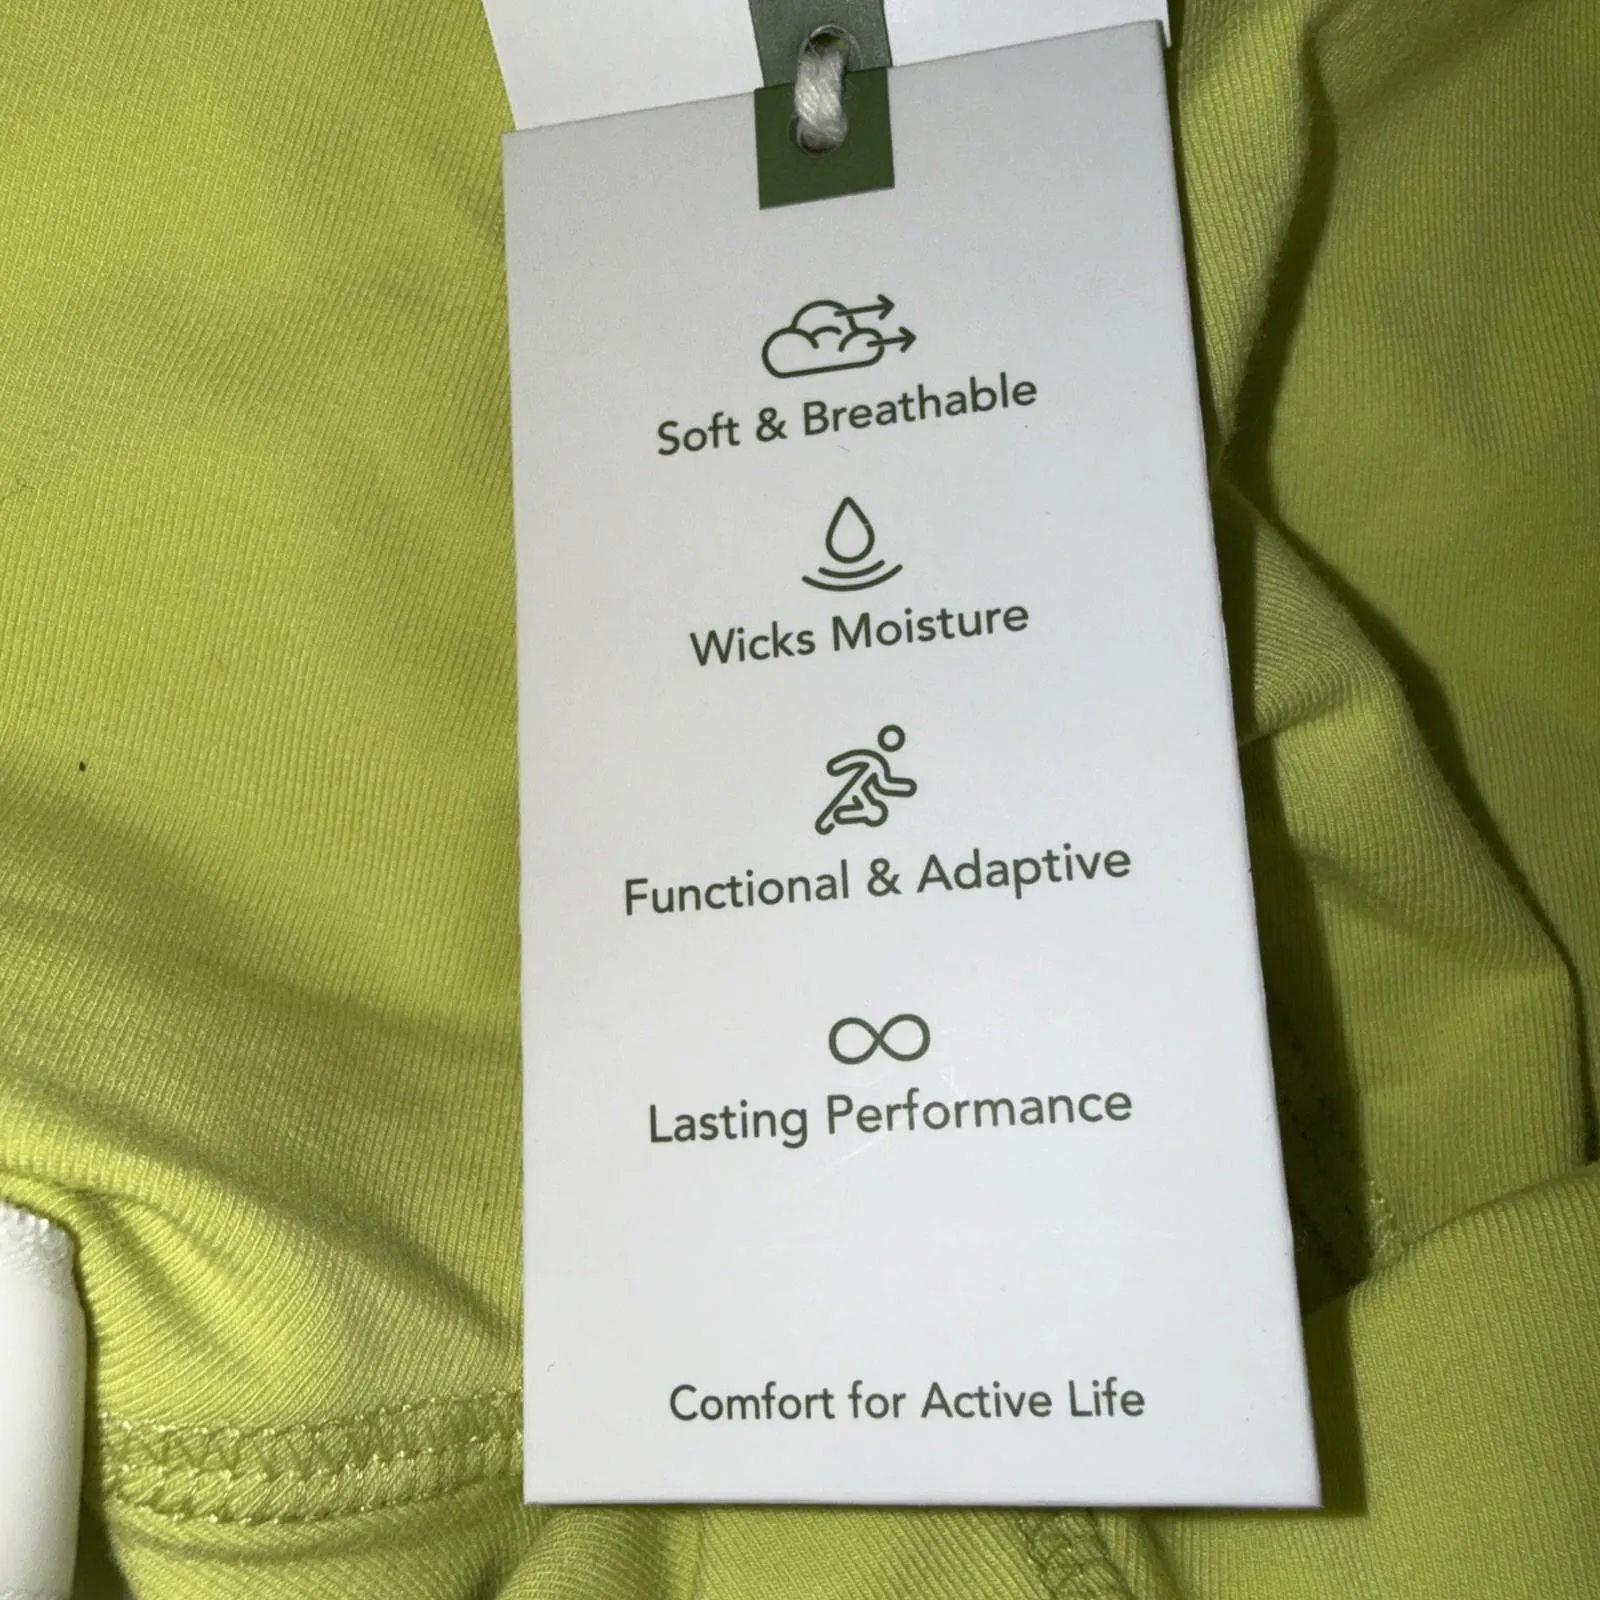 Soft & Breathable
Wicks Moisture
Functional & Adaptive
Lasting Performance
Comfort for Active Life